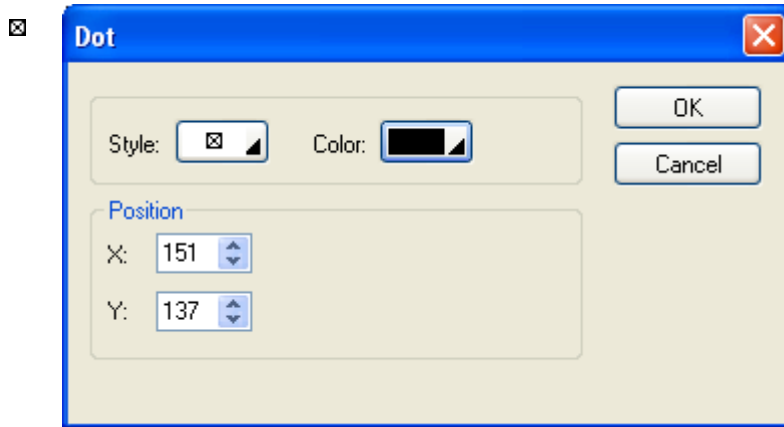 Dot
Style: Color:
OK
Cancel
Position
X: 151
Y: 137